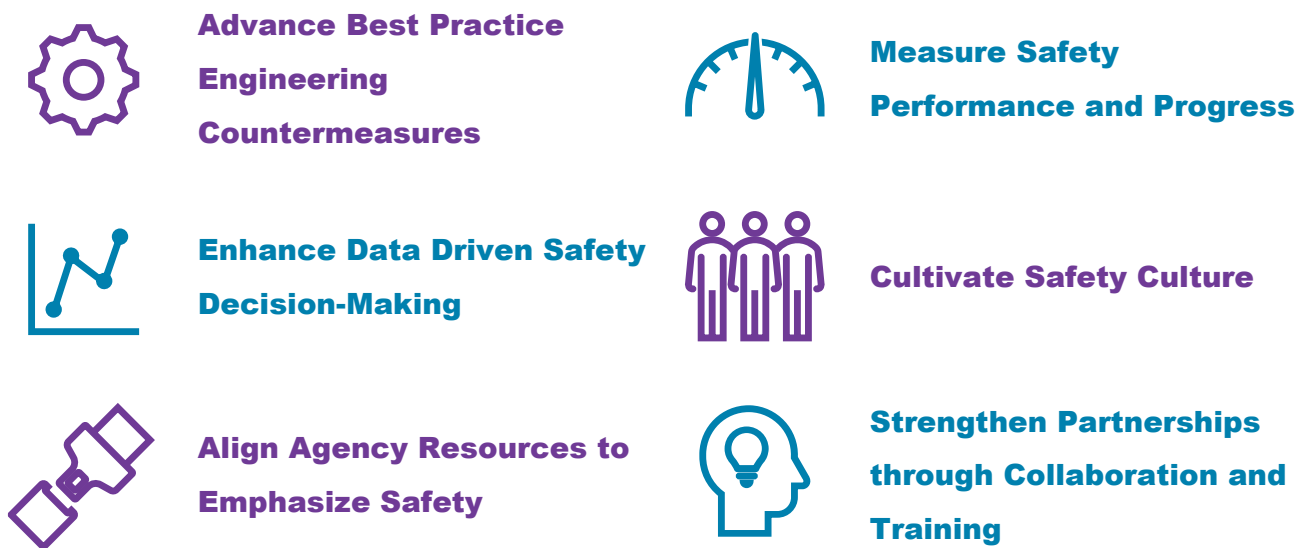 Advance Best Practice
Engineering
Countermeasures
Measure Safety
Performance and Progress
Enhance Data Driven Safety
Decision-Making
Cultivate Safety Culture
Align Agency Resources to
Emphasize Safety
Strengthen Partnerships
through Collaboration and
Training